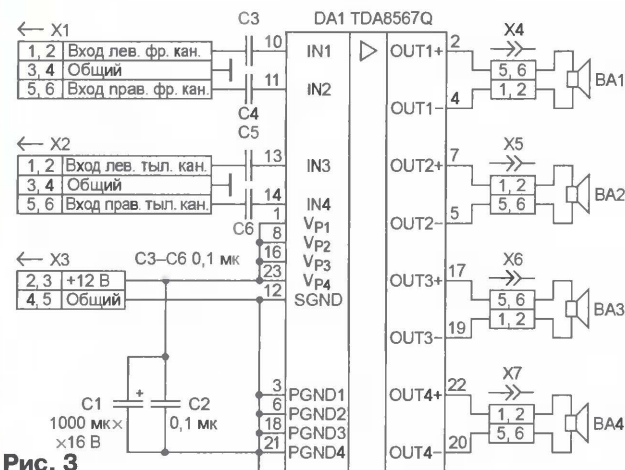 C3 DA1 TDA8567Q
← X1
1, 2 Вход лев. фр. кан.
3, 4 Общий
5, 6 Вход прав. фр. кан.
10 IN1
11 IN2
C4
C5
← X2
1, 2 Вход лев. тыл. кан.
3, 4 Общий
5, 6 Вход прав. тыл. кан.
13 IN3
14 IN4
C6
1 VP1
8 VP2
16 VP3
23 VP4
12 SGND
← X3 C3–C6 0,1 мк
2, 3 +12 В
4, 5 Общий
C1
1000 мк×
×16 В
+
C2
0,1 мк
3 PGND1
6 PGND2
18 PGND3
21 PGND4
OUT1+ 2
OUT1– 4
X4
5, 6
1, 2
BA1
OUT2+ 7
OUT2– 5
X5
1, 2
5, 6
BA2
OUT3+ 17
OUT3– 19
X6
5, 6
1, 2
BA3
OUT4+ 22
OUT4– 20
X7
1, 2
5, 6
BA4
Рис. 3